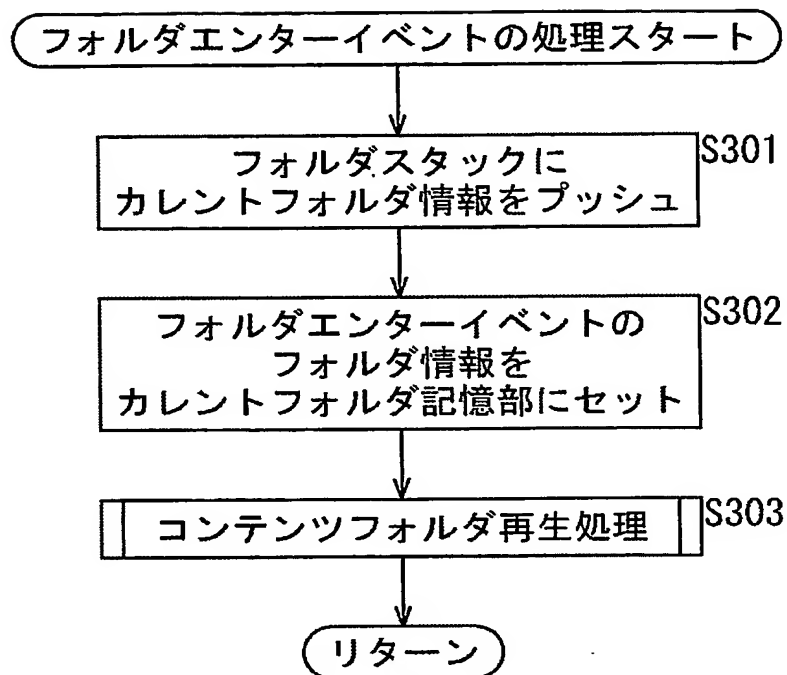 フォルダエンターイベントの処理スタート
S301
フォルダスタックに
カレントフォルダ情報をプッシュ
S302
フォルダエンターイベントの
フォルダ情報を
カレントフォルダ記憶部にセット
S303
コンテンツフォルダ再生処理
リターン